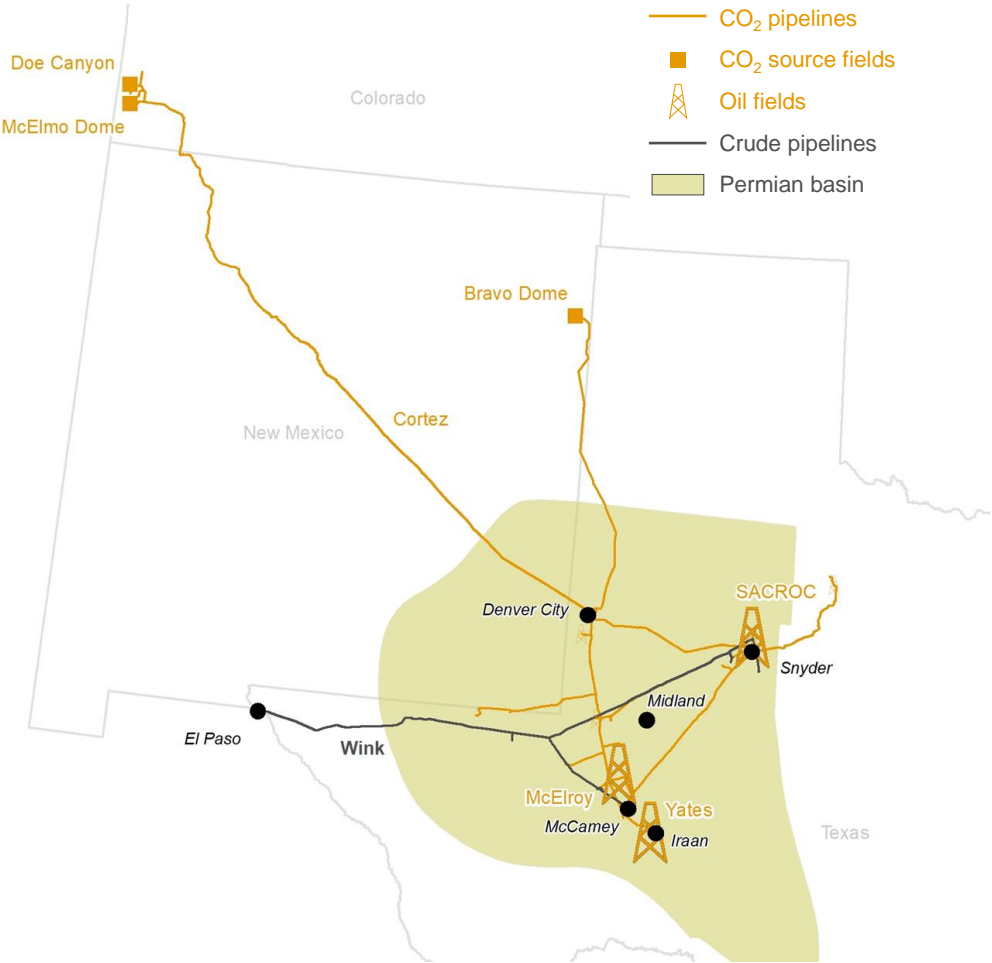 CO₂ pipelines
CO₂ source fields
Oil fields
Crude pipelines
Permian basin
Doe Canyon
McElmo Dome
Colorado
Bravo Dome
Cortez
New Mexico
SACROC
Denver City
Snyder
Midland
El Paso
Wink
McElroy
Yates
McCamey
Iraan
Texas